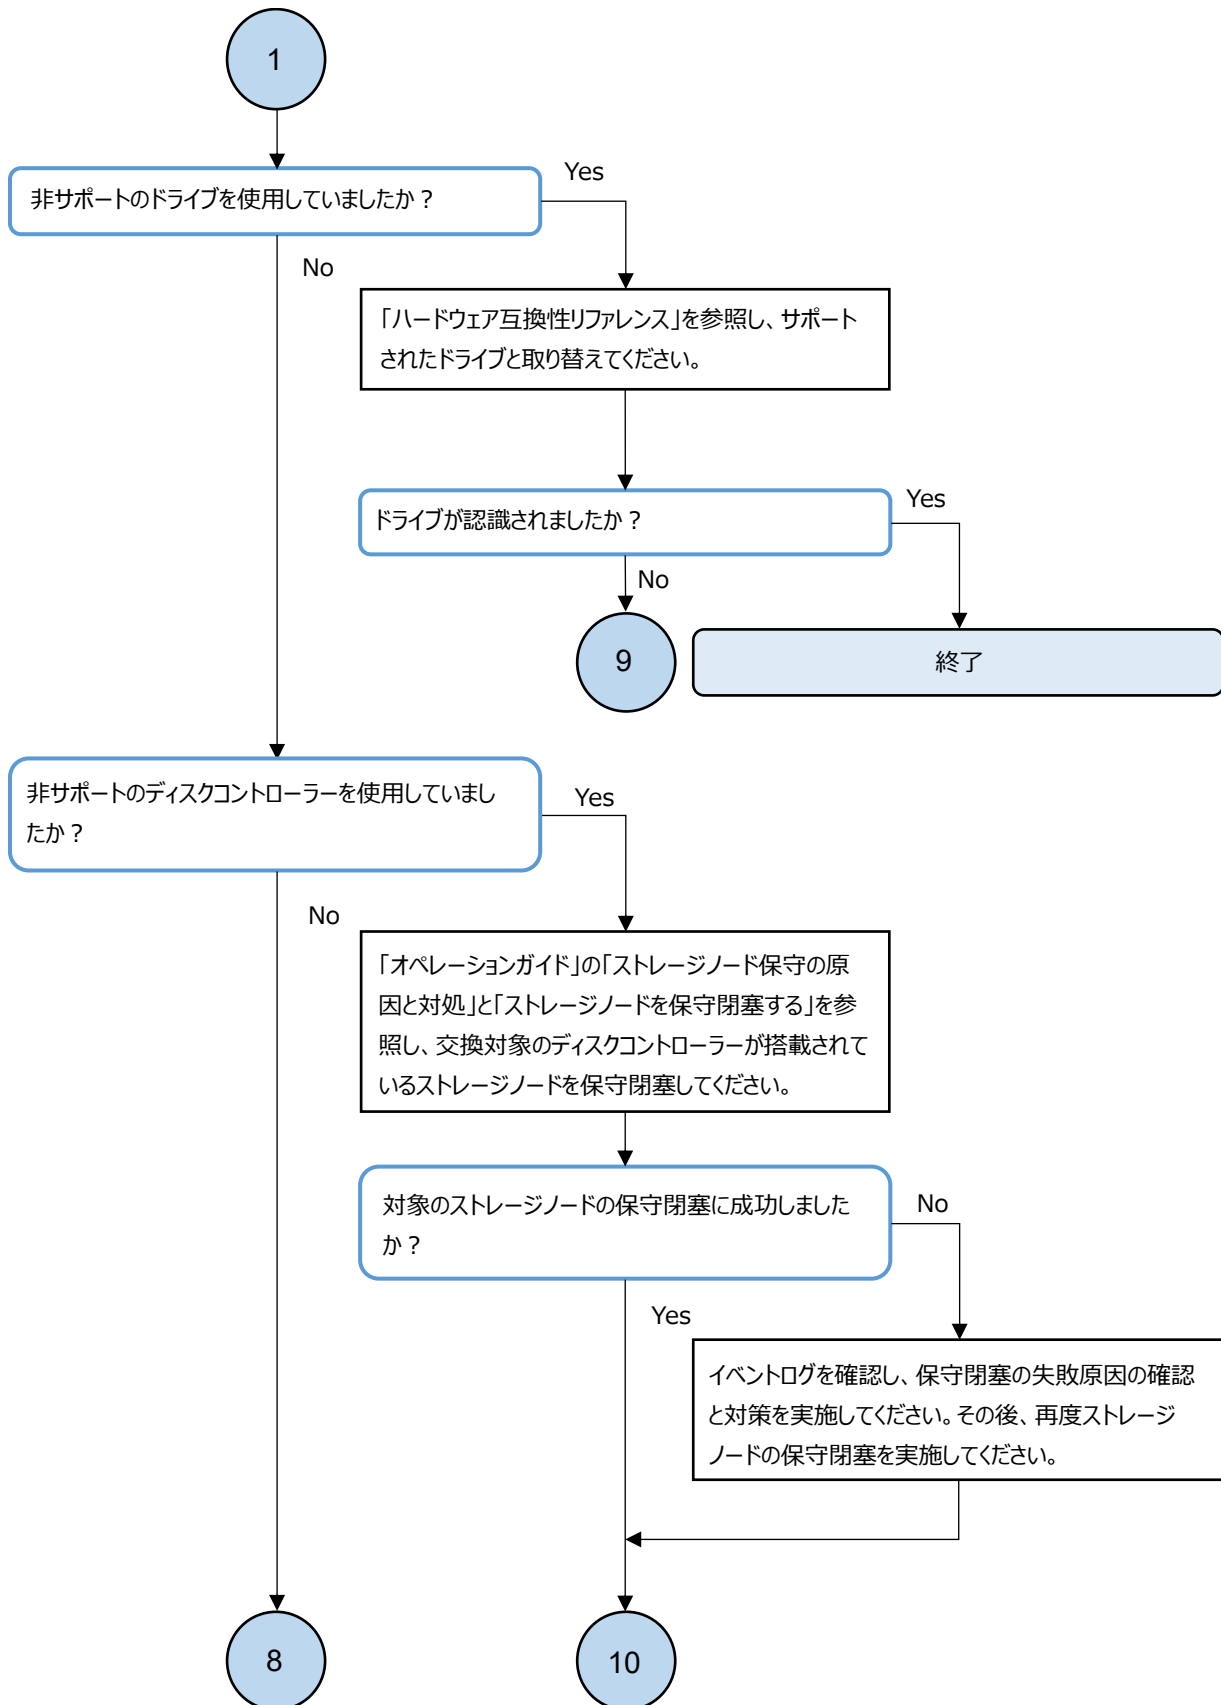 1
非サポートのドライブを使用していましたか？
Yes
No
「ハードウェア互換性リファレンス」を参照し、サポート
されたドライブと取り替えてください。
ドライブが認識されましたか？
Yes
No
9
終了
非サポートのディスクコントローラーを使用していまし
たか？
Yes
No
「オペレーションガイド」の「ストレージノード保守の原
因と対処」と「ストレージノードを保守閉塞する」を参
照し、交換対象のディスクコントローラーが搭載されて
いるストレージノードを保守閉塞してください。
対象のストレージノードの保守閉塞に成功しました
か？
No
Yes
イベントログを確認し、保守閉塞の失敗原因の確認
と対策を実施してください。その後、再度ストレージ
ノードの保守閉塞を実施してください。
8
10